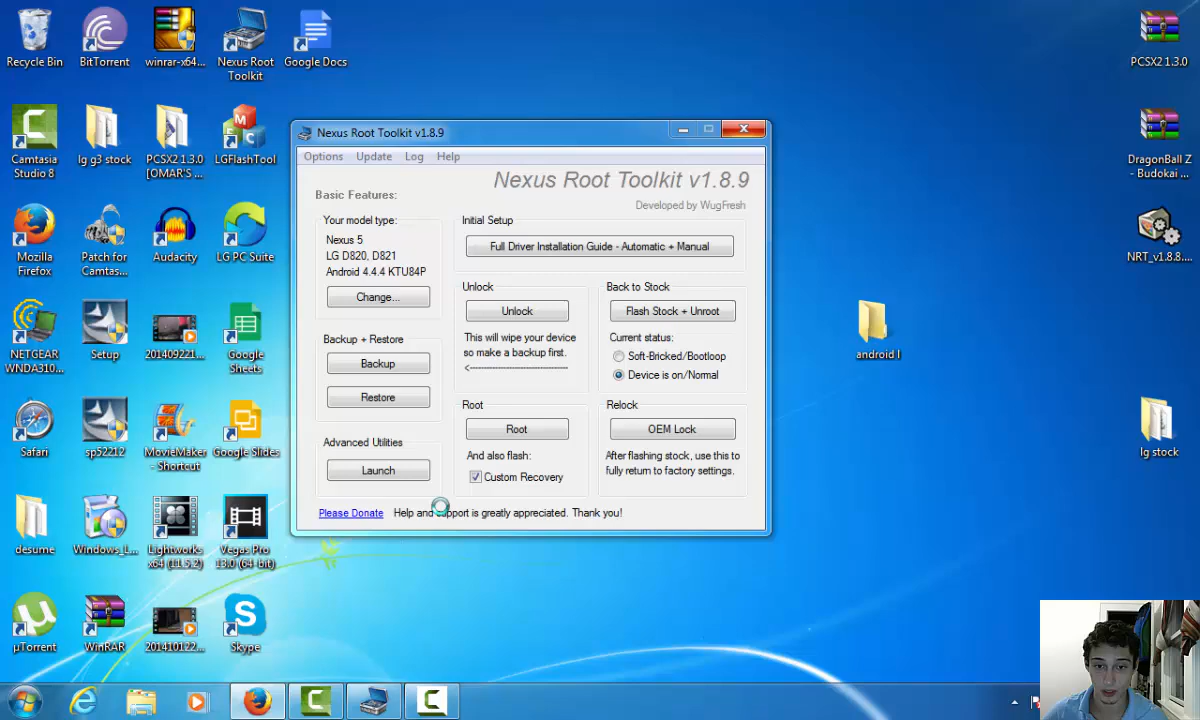 Recycle Bin
BitTorrent
winrar-x64...
Nexus Root Toolkit
Google Docs
PCSX2 1.3.0
Camtasia Studio 8
lg g3 stock
PCSX2 1.3.0 [OMAR'S ...
LGFlashTool
DragonBall Z - Budokai ...
Mozilla Firefox
Patch for Camtas...
Audacity
LG PC Suite
NRT_v1.8.8....
NETGEAR WNDA310...
Setup
201409221...
Google Sheets
android l
Safari
sp52212
MovieMaker - Shortcut
Google Slides
lg stock
desume
Windows_L...
Lightworks x64 (11.5.2)
Vegas Pro 13.0 (64-bit)
µTorrent
WinRAR
201410122...
Skype
Nexus Root Toolkit v1.8.9
Options Update Log Help
Nexus Root Toolkit v1.8.9
Developed by WugFresh
Basic Features:
Your model type:
Nexus 5
LG D820, D821
Android 4.4.4 KTU84P
Change...
Initial Setup
Full Driver Installation Guide - Automatic + Manual
Backup + Restore
Backup
Restore
Unlock
Unlock
This will wipe your device
so make a backup first.
<--------------------------
Back to Stock
Flash Stock + Unroot
Current status:
Soft-Bricked/Bootloop
Device is on/Normal
Advanced Utilities
Launch
Root
Root
And also flash:
Custom Recovery
Relock
OEM Lock
After flashing stock, use this to
fully return to factory settings.
Please Donate Help and support is greatly appreciated. Thank you!